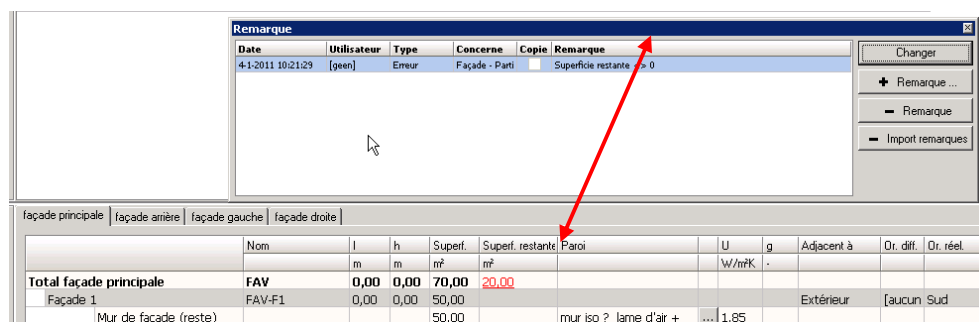 Remarque
Date Utilisateur Type Concerne Copie Remarque
4-1-2011 10:21:29 [geen] Erreur Façade - Parti Superficie restante <> 0
Changer
+ Remarque ...
− Remarque
− Import remarques
façade principale façade arrière façade gauche façade droite
Nom l h Superf. Superf. restante Paroi U g Adjacent à Or. diff. Or. réel.
m m m² m² W/m²K -
Total façade principale FAV 0,00 0,00 70,00 20,00
Façade 1 FAV-F1 0,00 0,00 50,00 Extérieur [aucun Sud
Mur de façade (reste) 50,00 mur iso ? lame d'air + ... 1,85